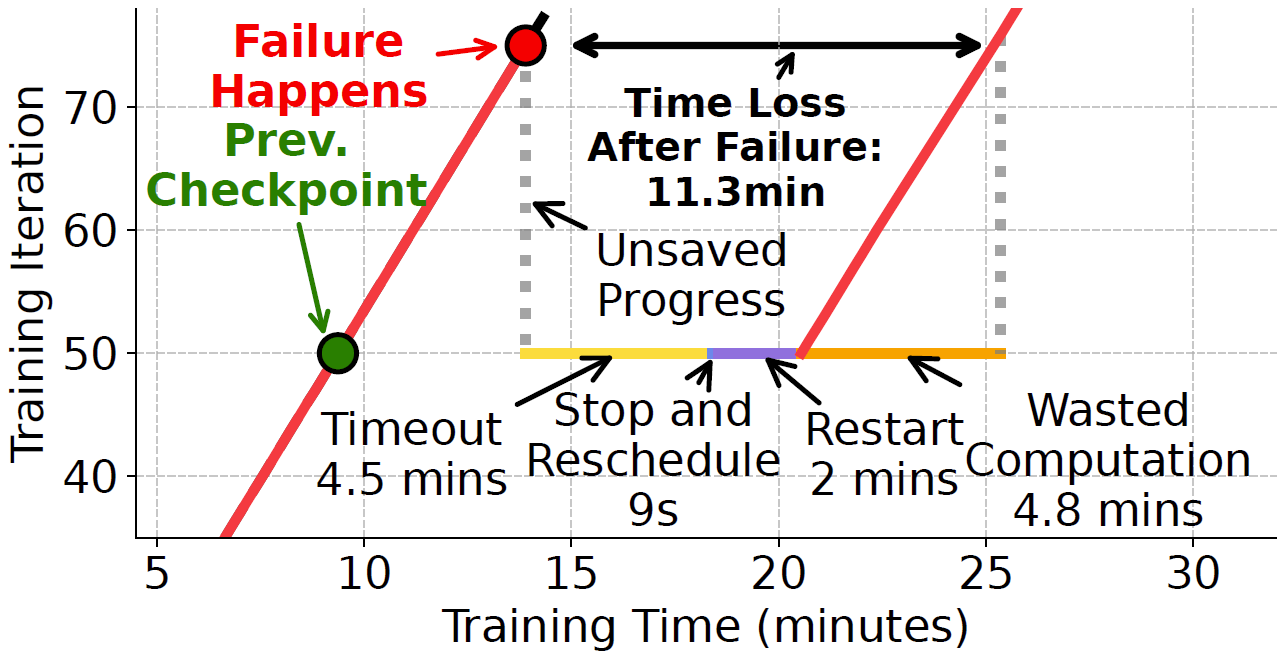 Failure
Happens
Prev.
Checkpoint
Time Loss
After Failure:
11.3min
Unsaved
Progress
Timeout
4.5 mins
Stop and
Reschedule
9s
Restart
2 mins
Wasted
Computation
4.8 mins
Training Iteration
70
60
50
40
5
10
15
20
25
30
Training Time (minutes)